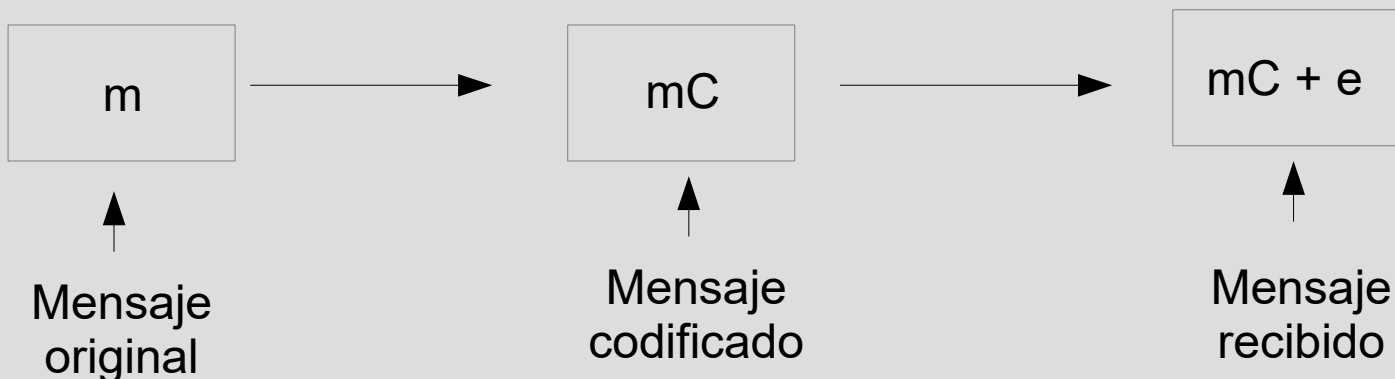 m
mC
mC + e
Mensaje
original
Mensaje
codificado
Mensaje
recibido